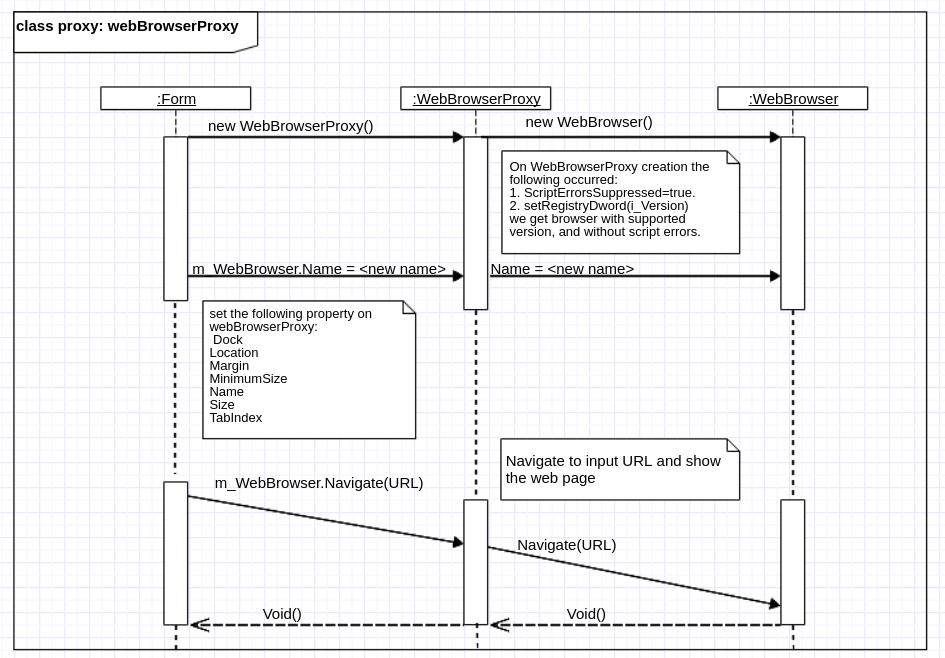 class proxy: webBrowserProxy
:Form
:WebBrowserProxy
:WebBrowser
new WebBrowserProxy()
new WebBrowser()
On WebBrowserProxy creation the
following occurred:
1. ScriptErrorsSuppressed=true.
2. setRegistryDword(i_Version)
we get browser with supported
version, and without script errors.
m_WebBrowser.Name = <new name>
Name = <new name>
set the following property on
webBrowserProxy:
Dock
Location
Margin
MinimumSize
Name
Size
TabIndex
Navigate to input URL and show
the web page
m_WebBrowser.Navigate(URL)
Navigate(URL)
Void()
Void()